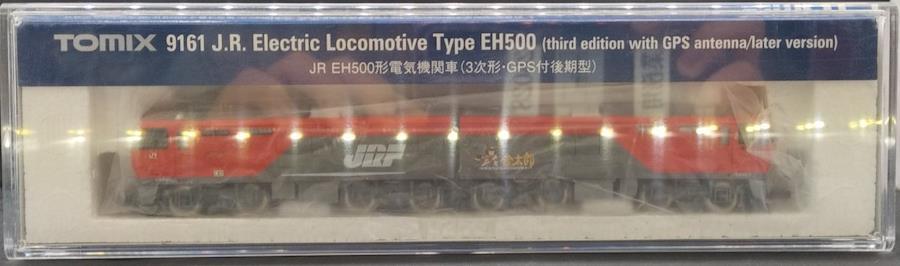 TOMIX 9161 J.R. Electric Locomotive Type EH500 (third edition with GPS antenna/later version)
JR EH500形電気機関車(3次形・GPS付後期型)
JRF
金太郎